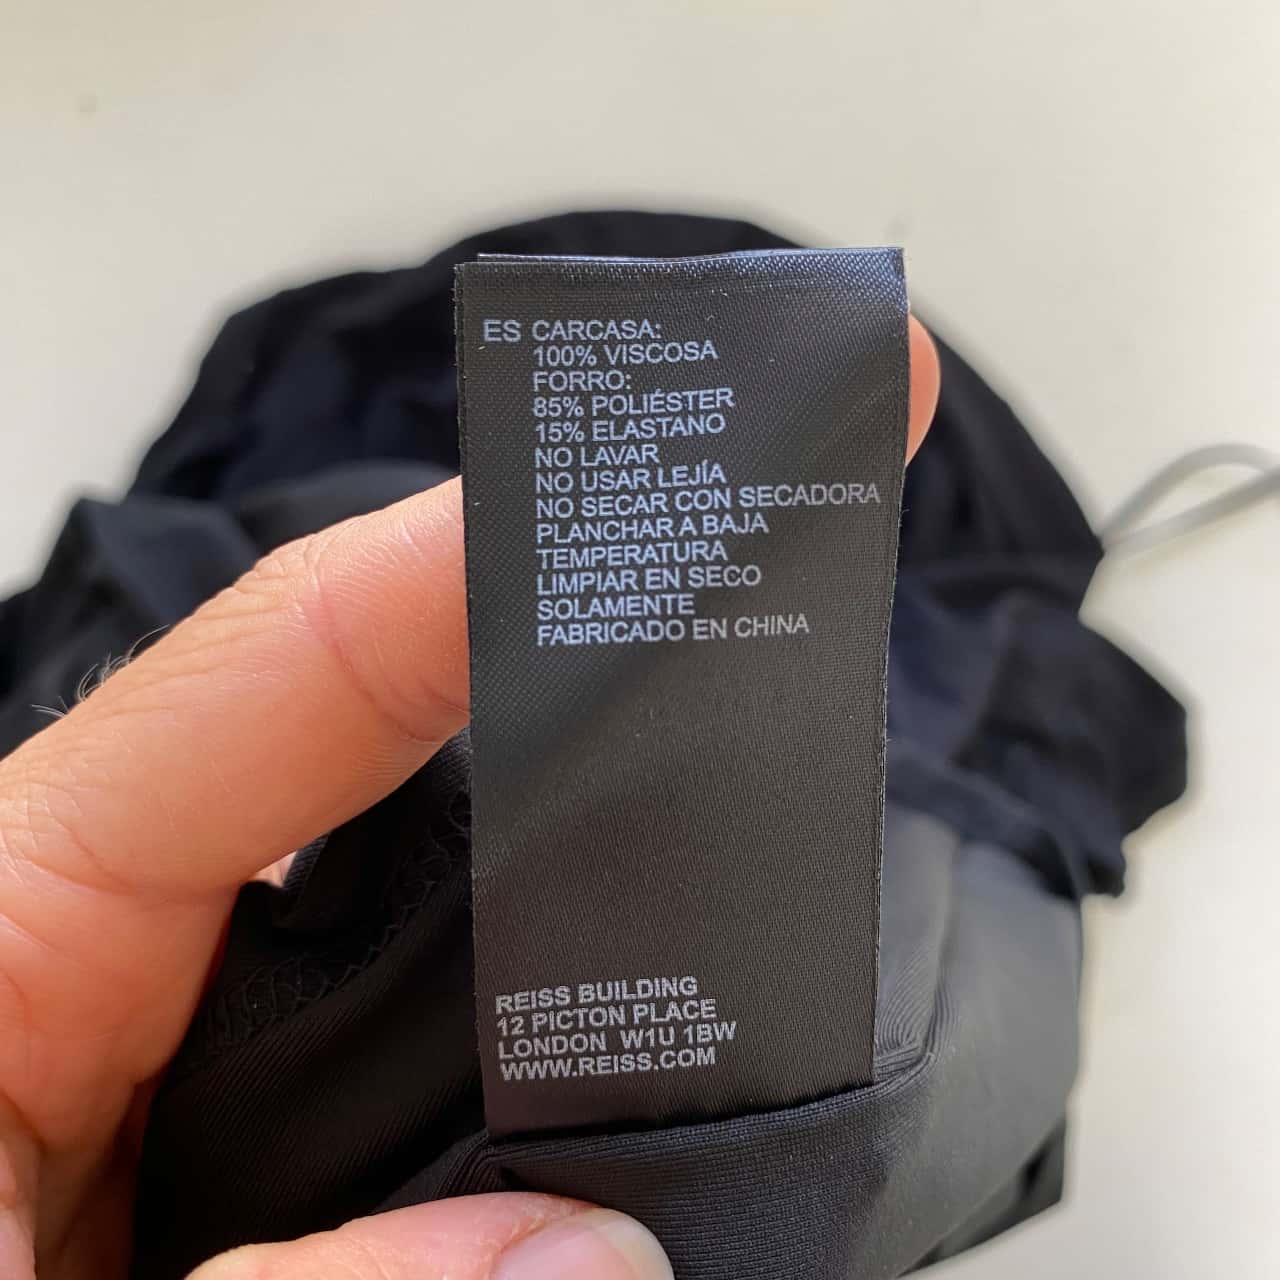 ES CARCASA:
100% VISCOSA
FORRO:
85% POLIÉSTER
15% ELASTANO
NO LAVAR
NO USAR LEJÍA
NO SECAR CON SECADORA
PLANCHAR A BAJA
TEMPERATURA
LIMPIAR EN SECO
SOLAMENTE
FABRICADO EN CHINA
REISS BUILDING
12 PICTON PLACE
LONDON W1U 1BW
WWW.REISS.COM